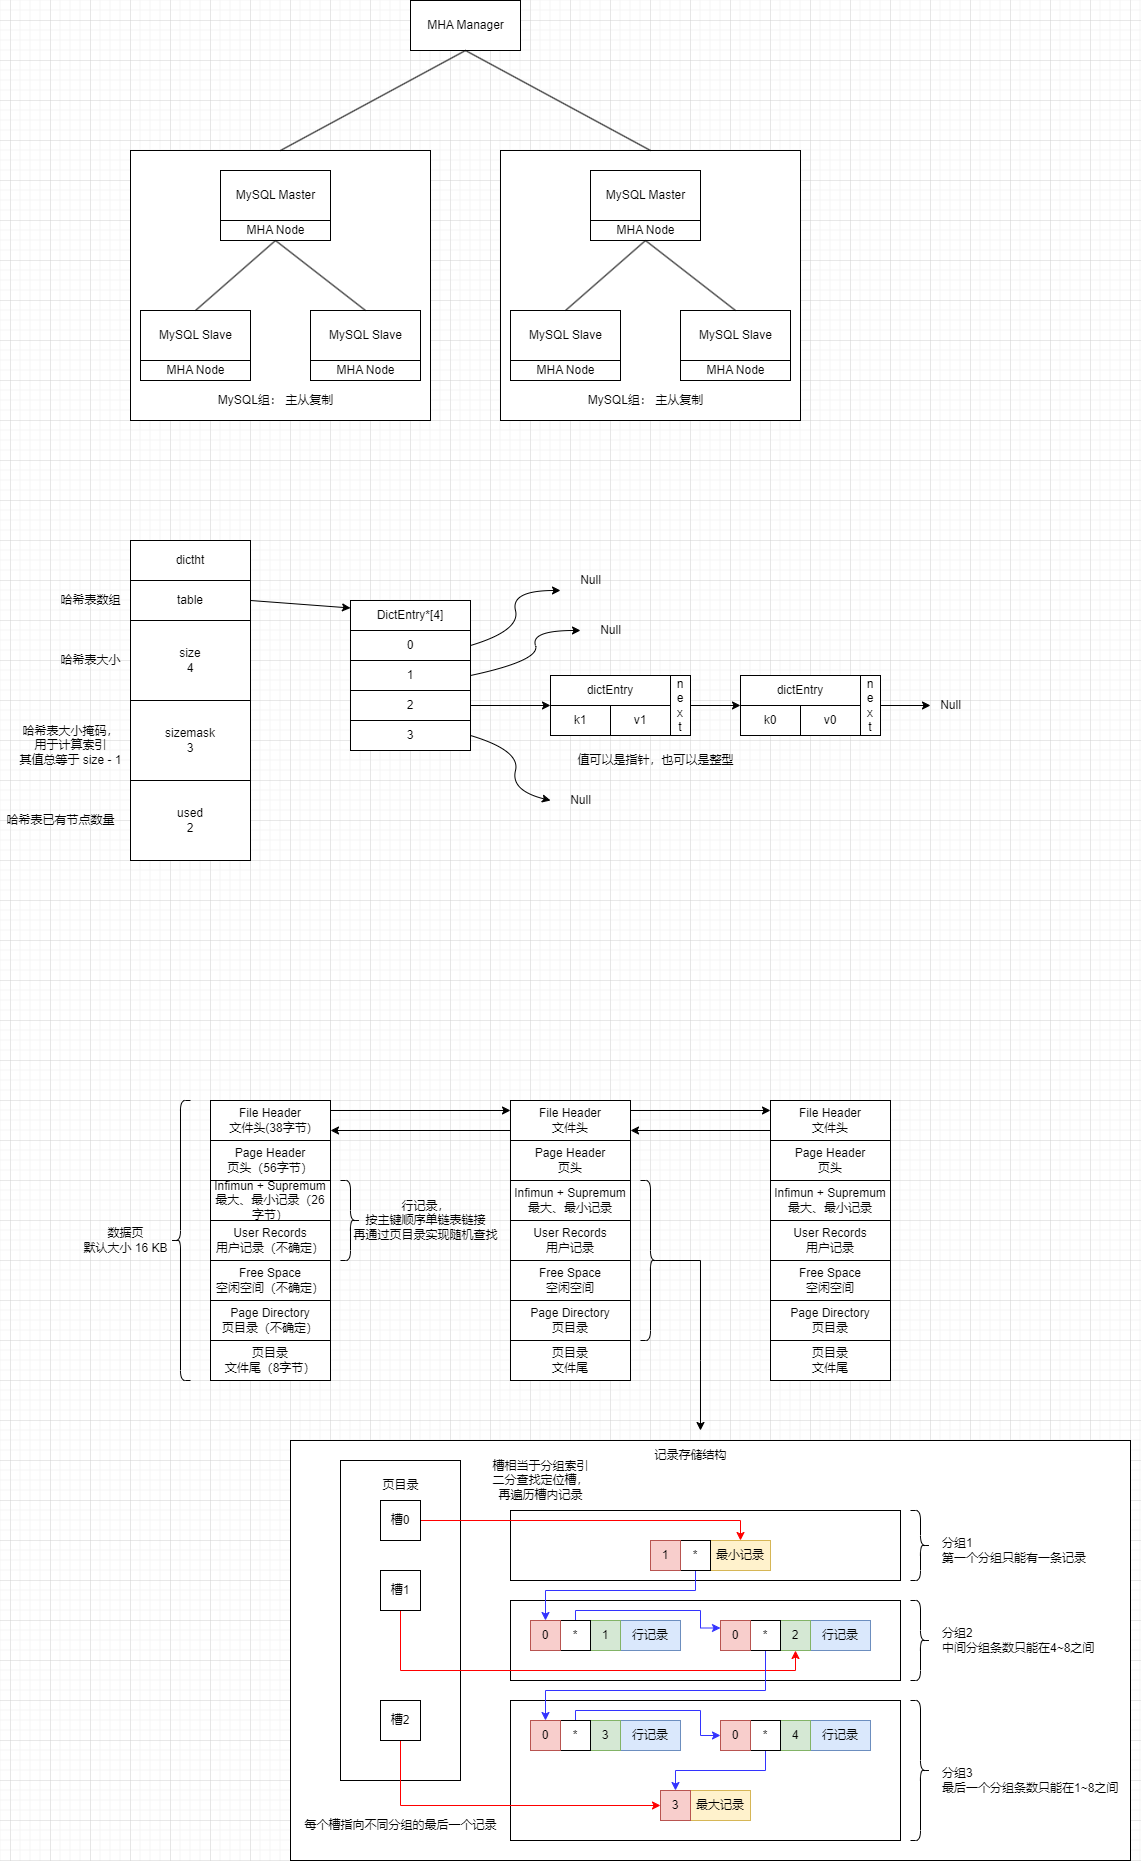 MHA Manager
MySQL Master
MHA Node
MySQL Slave
MHA Node
MySQL Slave
MHA Node
MySQL组： 主从复制
MySQL Master
MHA Node
MySQL Slave
MHA Node
MySQL Slave
MHA Node
MySQL组： 主从复制
dictht
哈希表数组
table
哈希表大小
size
4
哈希表大小掩码，
用于计算索引
其值总等于 size - 1
sizemask
3
哈希表已有节点数量
used
2
DictEntry*[4]
0
1
2
3
Null
Null
dictEntry
k1
v1
n
e
x
t
dictEntry
k0
v0
n
e
x
t
Null
值可以是指针，也可以是整型
Null
数据页
默认大小 16 KB
File Header
文件头(38字节)
Page Header
页头（56字节）
Infimun + Supremum
最大、最小记录（26
字节）
User Records
用户记录（不确定）
Free Space
空闲空间（不确定）
Page Directory
页目录（不确定）
页目录
文件尾（8字节）
行记录，
按主键顺序单链表链接
再通过页目录实现随机查找
File Header
文件头
Page Header
页头
Infimun + Supremum
最大、最小记录
User Records
用户记录
Free Space
空闲空间
Page Directory
页目录
页目录
文件尾
File Header
文件头
Page Header
页头
Infimun + Supremum
最大、最小记录
User Records
用户记录
Free Space
空闲空间
Page Directory
页目录
页目录
文件尾
记录存储结构
页目录
槽0
槽1
槽2
槽相当于分组索引
二分查找定位槽，
再遍历槽内记录
1
*
最小记录
分组1
第一个分组只能有一条记录
0
*
1
行记录
0
*
2
行记录
分组2
中间分组条数只能在4~8之间
0
*
3
行记录
0
*
4
行记录
3
最大记录
分组3
最后一个分组条数只能在1~8之间
每个槽指向不同分组的最后一个记录